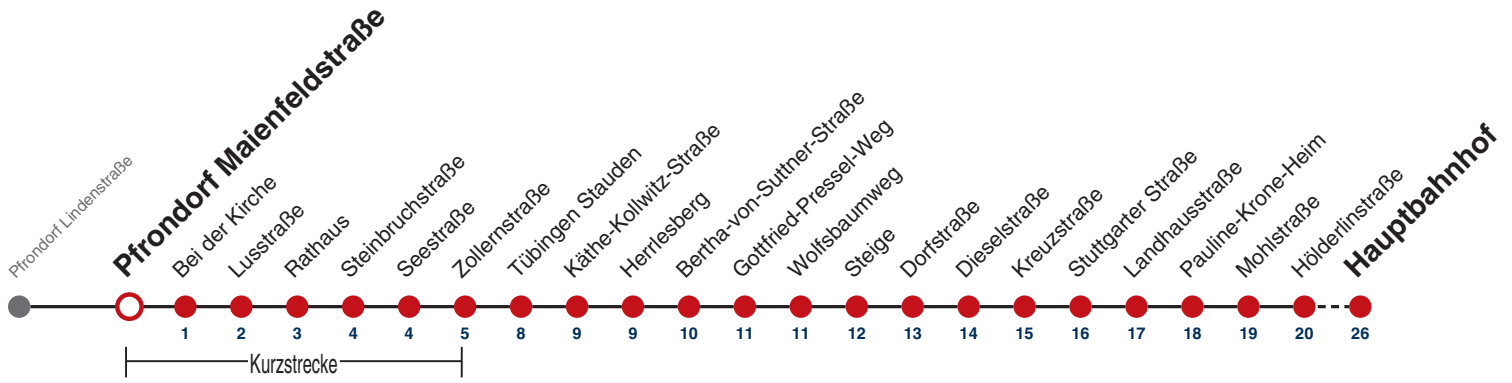 Pfrondorf Lindenstraße
Pfrondorf Maienfeldstraße
Bei der Kirche
Lusstraße
Rathaus
Steinbruchstraße
Seestraße
Zollernstraße
Tübingen Stauden
Käthe-Kollwitz-Straße
Herrlesberg
Bertha-von-Suttner-Straße
Gottfried-Pressel-Weg
Wolfsbaumweg
Steige
Dorfstraße
Dieselstraße
Kreuzstraße
Stuttgarter Straße
Landhausstraße
Pauline-Krone-Heim
Mohlstraße
Hölderlinstraße
Hauptbahnhof
1 2 3 4 4 5 8 9 9 10 11 11 12 13 14 15 16 17 18 19 20 26
Kurzstrecke